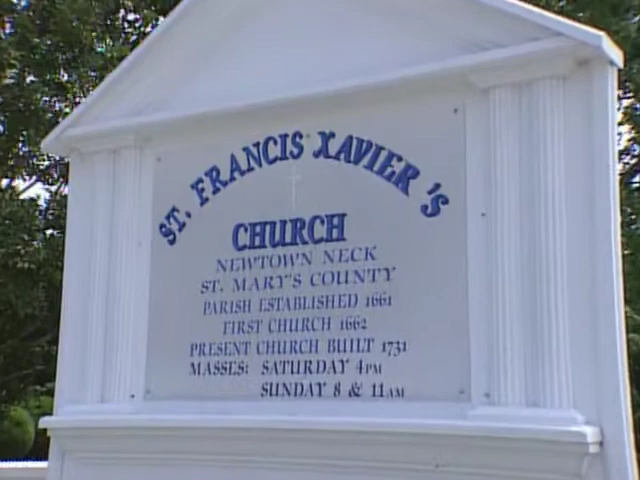 ST. FRANCIS XAVIER'S
CHURCH
NEWTOWN NECK
ST. MARY'S COUNTY
PARISH ESTABLISHED 1661
FIRST CHURCH 1662
PRESENT CHURCH BUILT 1731
MASSES: SATURDAY 4PM
SUNDAY 8 & 11AM